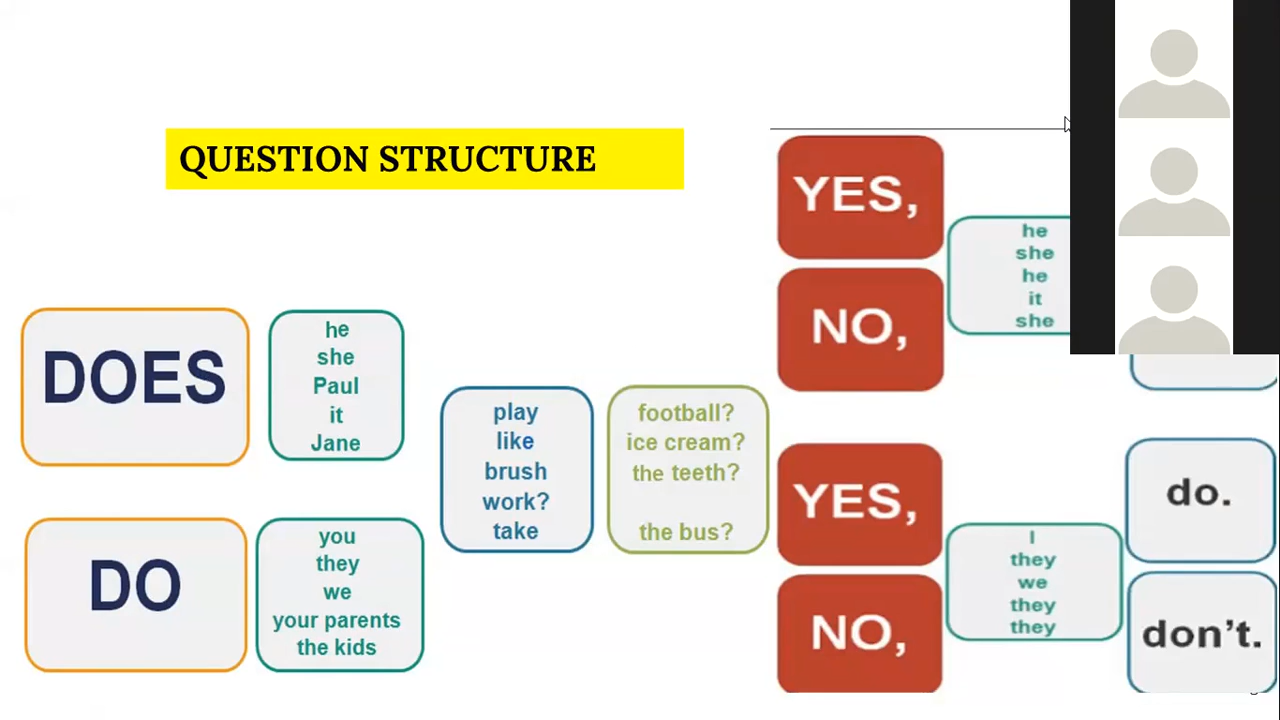 QUESTION STRUCTURE
DOES
he
she
Paul
it
Jane
DO
you
they
we
your parents
the kids
play
like
brush
work?
take
football?
ice cream?
the teeth?
the bus?
YES,
NO,
he
she
he
it
she
YES,
NO,
I
they
we
they
they
do.
don't.